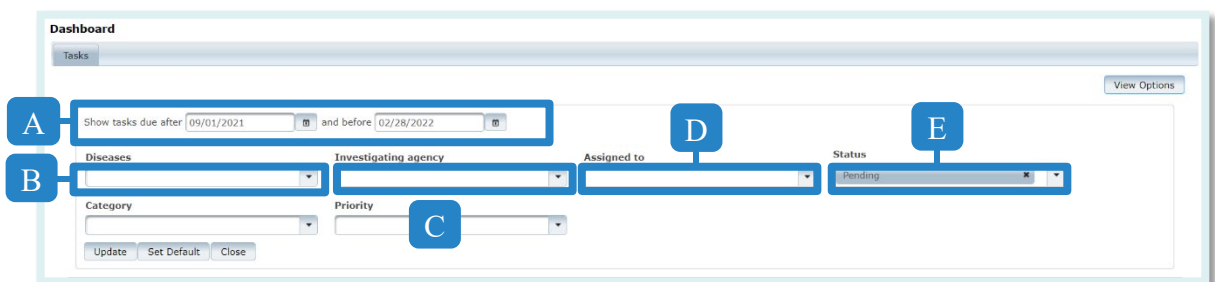 Dashboard
Tasks
View Options
A
Show tasks due after 09/01/2021 and before 02/28/2022
D
E
Diseases Investigating agency Assigned to Status
B
Pending
Category Priority
C
Update Set Default Close